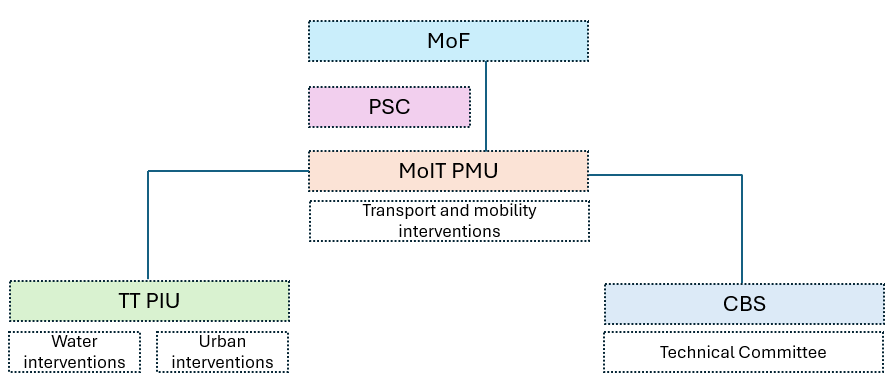 MoF
PSC
MoIT PMU
Transport and mobility
interventions
TT PIU
Water
interventions
Urban
interventions
CBS
Technical Committee